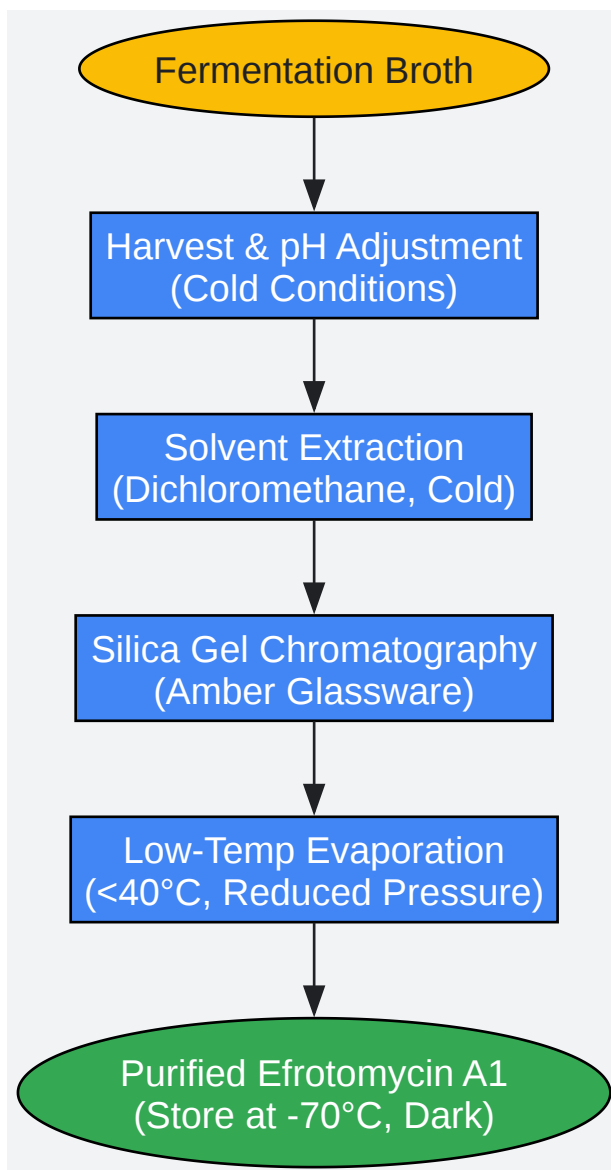 Fermentation Broth
Harvest & pH Adjustment
(Cold Conditions)
Solvent Extraction
(Dichloromethane, Cold)
Silica Gel Chromatography
(Amber Glassware)
Low-Temp Evaporation
(<40°C, Reduced Pressure)
Purified Efrotomycin A1
(Store at -70°C, Dark)